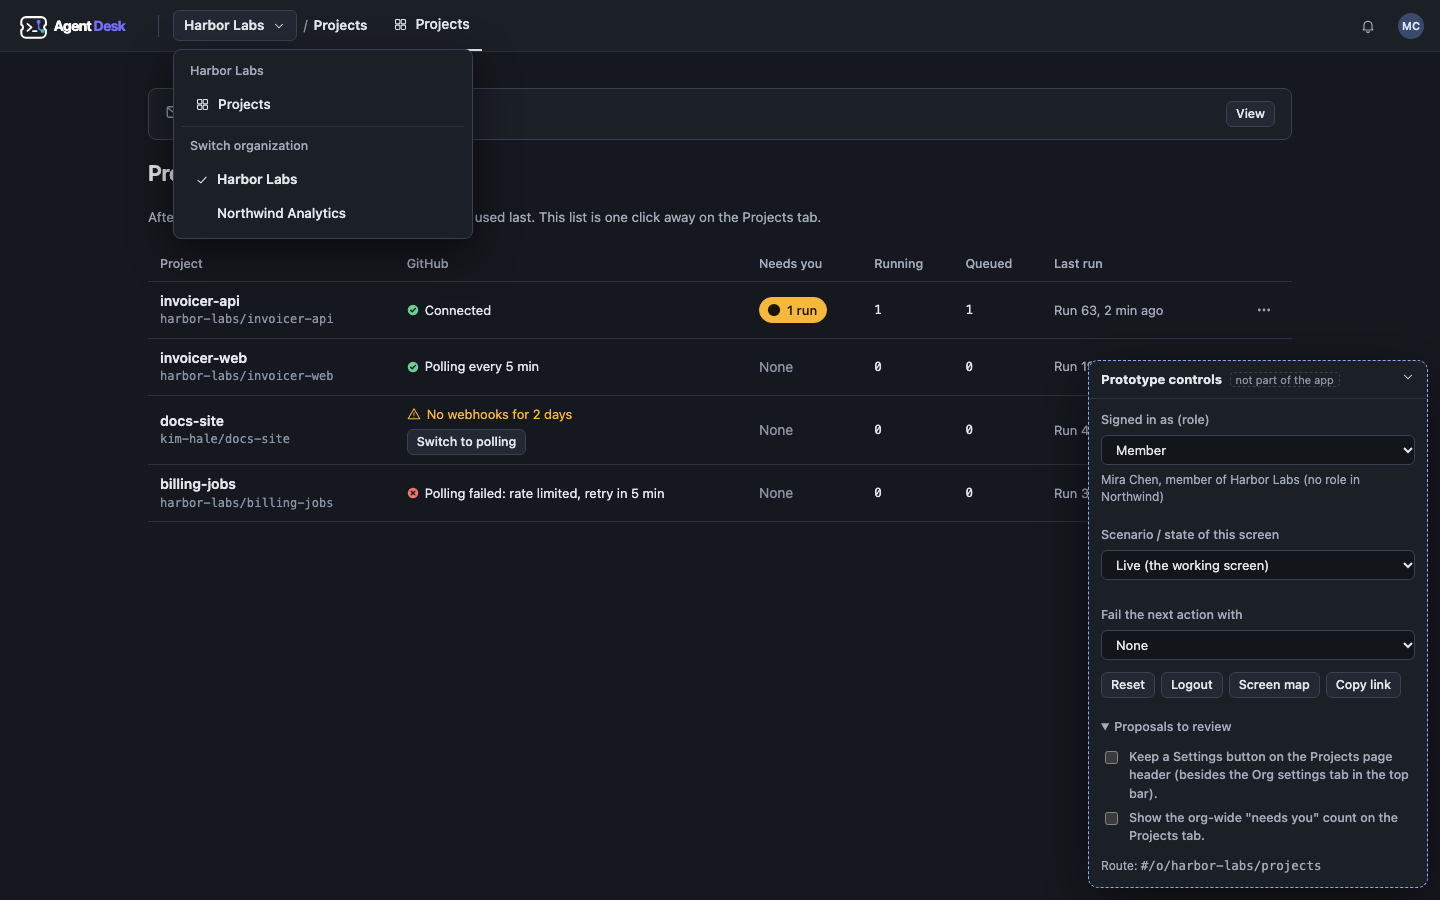 AgentDesk
Harbor Labs / Projects
Projects
MC
Harbor Labs
Projects
Switch organization
Harbor Labs
Northwind Analytics
View
used last. This list is one click away on the Projects tab.
Project GitHub Needs you Running Queued Last run
invoicer-api
harbor-labs/invoicer-api
Connected
1 run
1
1
Run 63, 2 min ago
invoicer-web
harbor-labs/invoicer-web
Polling every 5 min
None
0
0
Run
docs-site
kim-hale/docs-site
No webhooks for 2 days
Switch to polling
None
0
0
Run 4
billing-jobs
harbor-labs/billing-jobs
Polling failed: rate limited, retry in 5 min
None
0
0
Run 3
Prototype controls not part of the app
Signed in as (role)
Member
Mira Chen, member of Harbor Labs (no role in
Northwind)
Scenario / state of this screen
Live (the working screen)
Fail the next action with
None
Reset Logout Screen map Copy link
Proposals to review
Keep a Settings button on the Projects page
header (besides the Org settings tab in the top
bar).
Show the org-wide "needs you" count on the
Projects tab.
Route: #/o/harbor-labs/projects